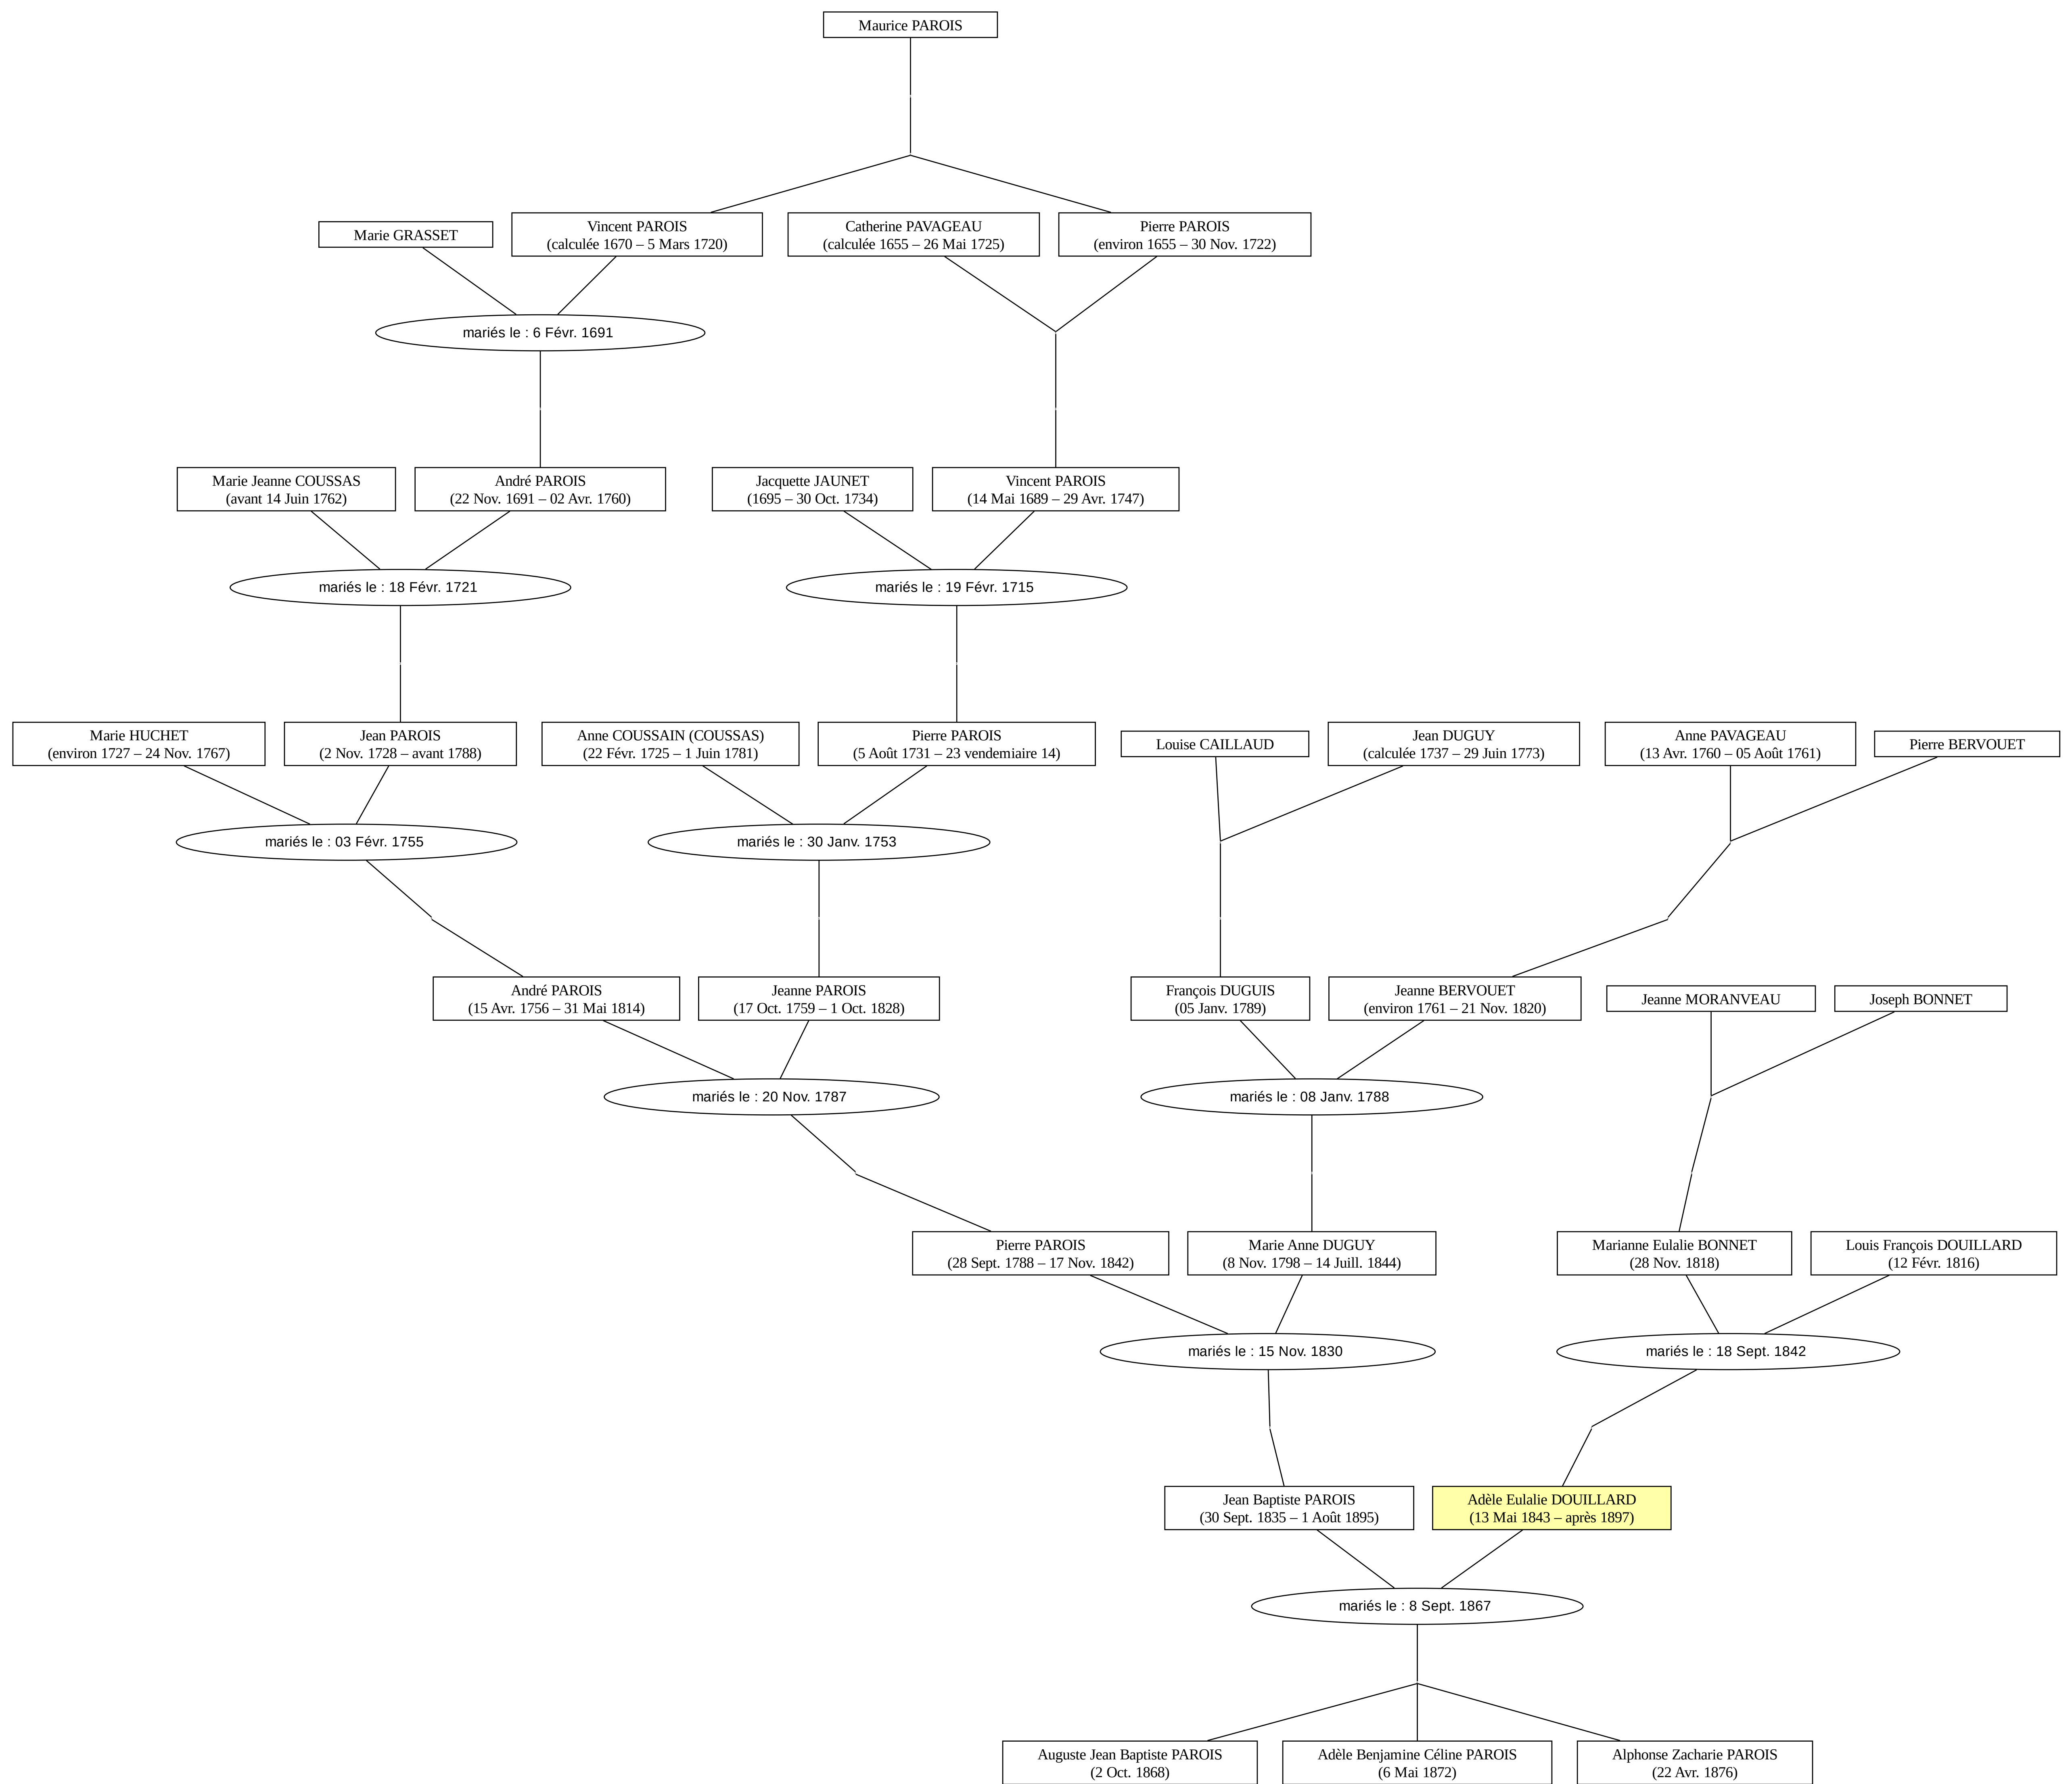 Maurice PAROIS
Marie GRASSET
Vincent PAROIS
(calculée 1670 – 5 Mars 1720)
Catherine PAVAGEAU
(calculée 1655 – 26 Mai 1725)
Pierre PAROIS
(environ 1655 – 30 Nov. 1722)
mariés le : 6 Févr. 1691
Marie Jeanne COUSSAS
(avant 14 Juin 1762)
André PAROIS
(22 Nov. 1691 – 02 Avr. 1760)
Jacquette JAUNET
(1695 – 30 Oct. 1734)
Vincent PAROIS
(14 Mai 1689 – 29 Avr. 1747)
mariés le : 18 Févr. 1721
mariés le : 19 Févr. 1715
Marie HUCHET
(environ 1727 – 24 Nov. 1767)
Jean PAROIS
(2 Nov. 1728 – avant 1788)
Anne COUSSAIN (COUSSAS)
(22 Févr. 1725 – 1 Juin 1781)
Pierre PAROIS
(5 Août 1731 – 23 vendemiaire 14)
Louise CAILLAUD
Jean DUGUY
(calculée 1737 – 29 Juin 1773)
Anne PAVAGEAU
(13 Avr. 1760 – 05 Août 1761)
Pierre BERVOUET
mariés le : 03 Févr. 1755
mariés le : 30 Janv. 1753
André PAROIS
(15 Avr. 1756 – 31 Mai 1814)
Jeanne PAROIS
(17 Oct. 1759 – 1 Oct. 1828)
François DUGUIS
(05 Janv. 1789)
Jeanne BERVOUET
(environ 1761 – 21 Nov. 1820)
Jeanne MORANVEAU
Joseph BONNET
mariés le : 20 Nov. 1787
mariés le : 08 Janv. 1788
Pierre PAROIS
(28 Sept. 1788 – 17 Nov. 1842)
Marie Anne DUGUY
(8 Nov. 1798 – 14 Juill. 1844)
Marianne Eulalie BONNET
(28 Nov. 1818)
Louis François DOUILLARD
(12 Févr. 1816)
mariés le : 15 Nov. 1830
mariés le : 18 Sept. 1842
Jean Baptiste PAROIS
(30 Sept. 1835 – 1 Août 1895)
Adèle Eulalie DOUILLARD
(13 Mai 1843 – après 1897)
mariés le : 8 Sept. 1867
Auguste Jean Baptiste PAROIS
(2 Oct. 1868)
Adèle Benjamine Céline PAROIS
(6 Mai 1872)
Alphonse Zacharie PAROIS
(22 Avr. 1876)